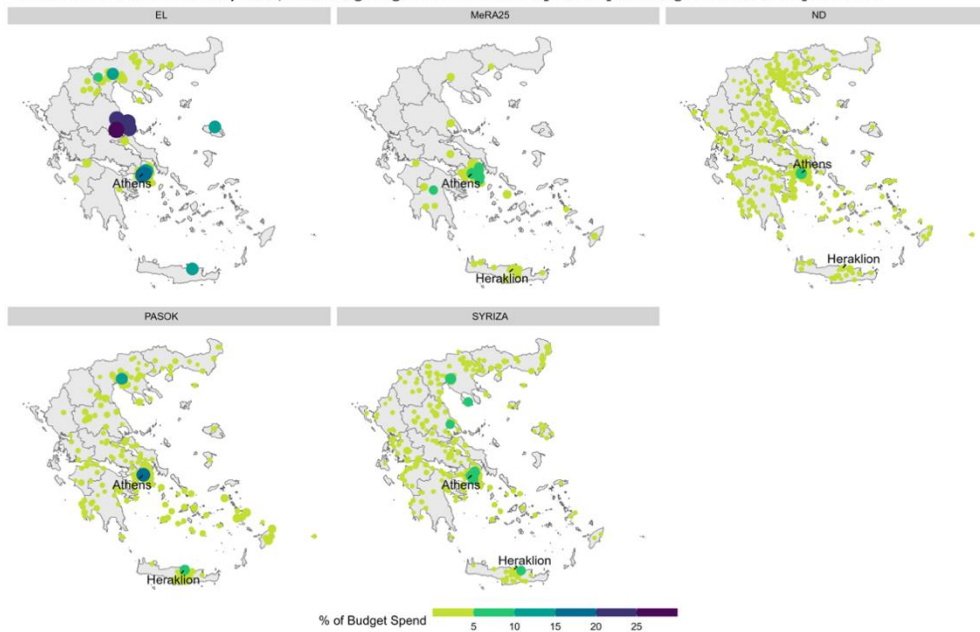 EL
MeRA25
ND
Athens
Athens
Athens
Heraklion
Heraklion
PASOK
SYRIZA
Athens
Athens
Heraklion
Heraklion
% of Budget Spend
5 10 15 20 25